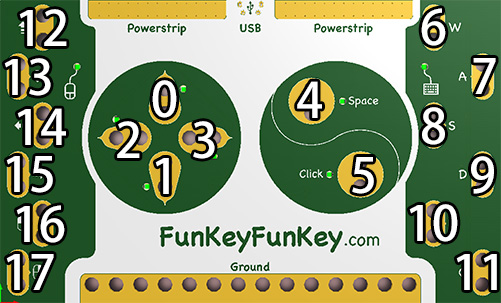 Powerstrip USB Powerstrip
12 6 W
13 A 7
0 4 Space
14 2 3 8 S
15 1 Click 5 D 9
16 10
FunKeyFunKey.com
17 Ground 11